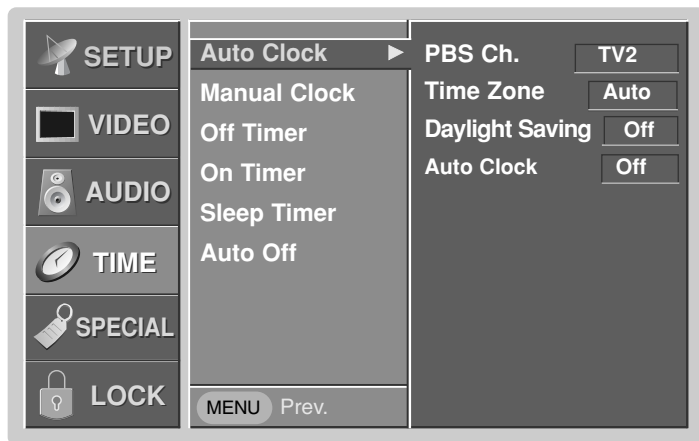 SETUP
VIDEO
AUDIO
TIME
SPECIAL
LOCK
Auto Clock ►
Manual Clock
Off Timer
On Timer
Sleep Timer
Auto Off
MENU Prev.
PBS Ch. TV2
Time Zone Auto
Daylight Saving Off
Auto Clock Off